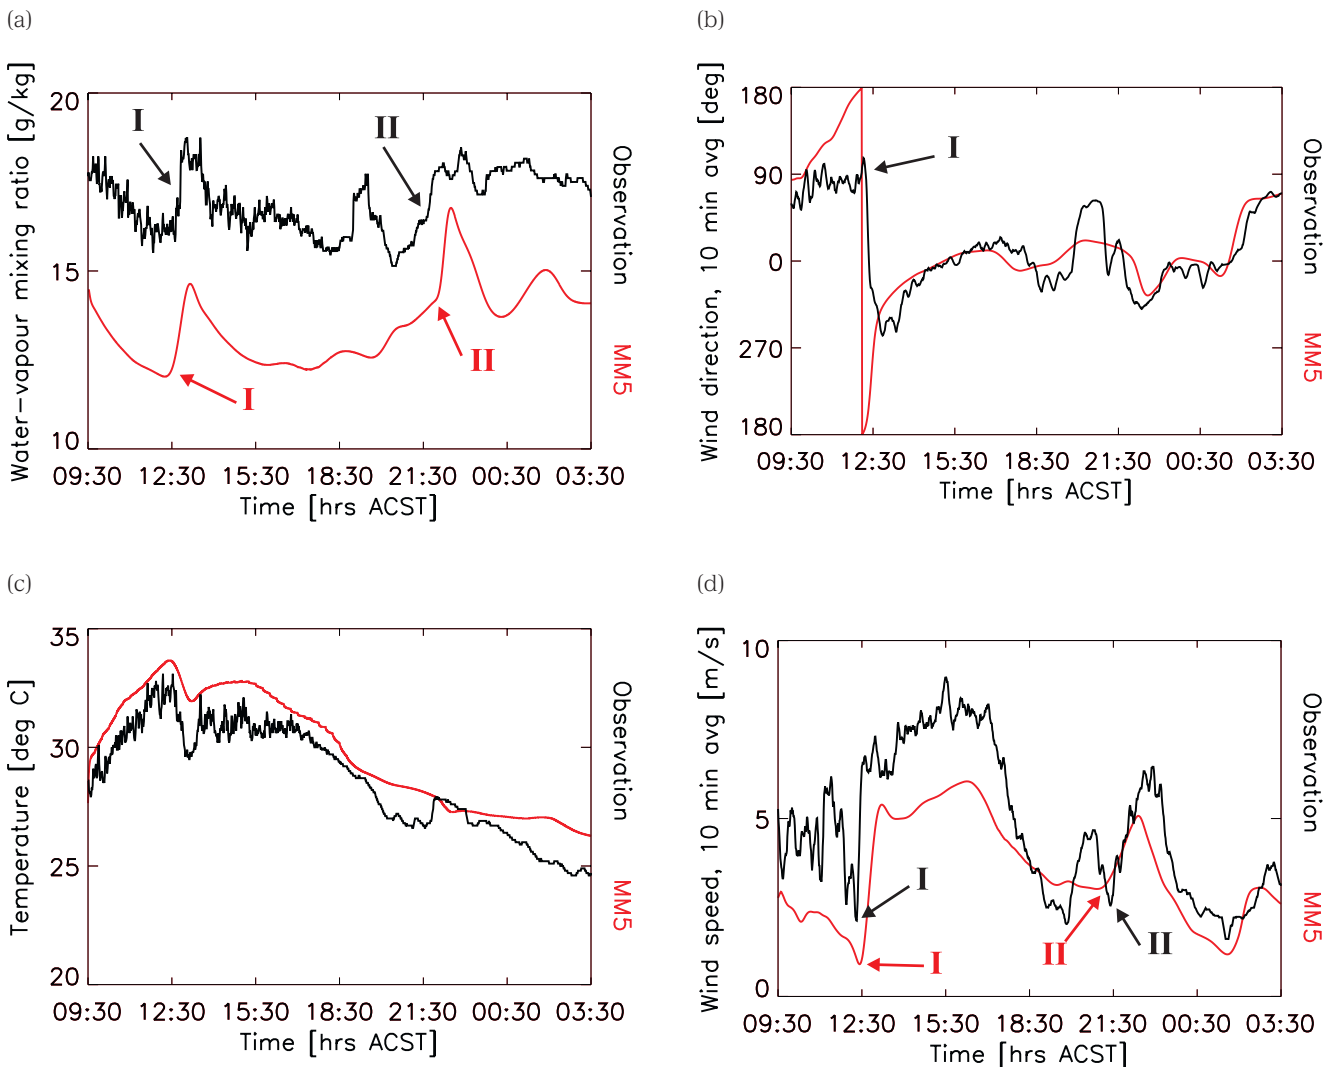 (a)
Water-vapour mixing ratio [g/kg]
20
15
10
I
II
II
I
09:30 12:30 15:30 18:30 21:30 00:30 03:30
Time [hrs ACST]
Observation
MM5
(b)
Wind direction, 10 min avg [deg]
180
90
0
270
180
I
09:30 12:30 15:30 18:30 21:30 00:30 03:30
Time [hrs ACST]
Observation
MM5
(c)
Temperature [deg C]
35
30
25
20
09:30 12:30 15:30 18:30 21:30 00:30 03:30
Time [hrs ACST]
Observation
MM5
(d)
Wind speed, 10 min avg [m/s]
10
5
0
I
I
II
II
09:30 12:30 15:30 18:30 21:30 00:30 03:30
Time [hrs ACST]
Observation
MM5